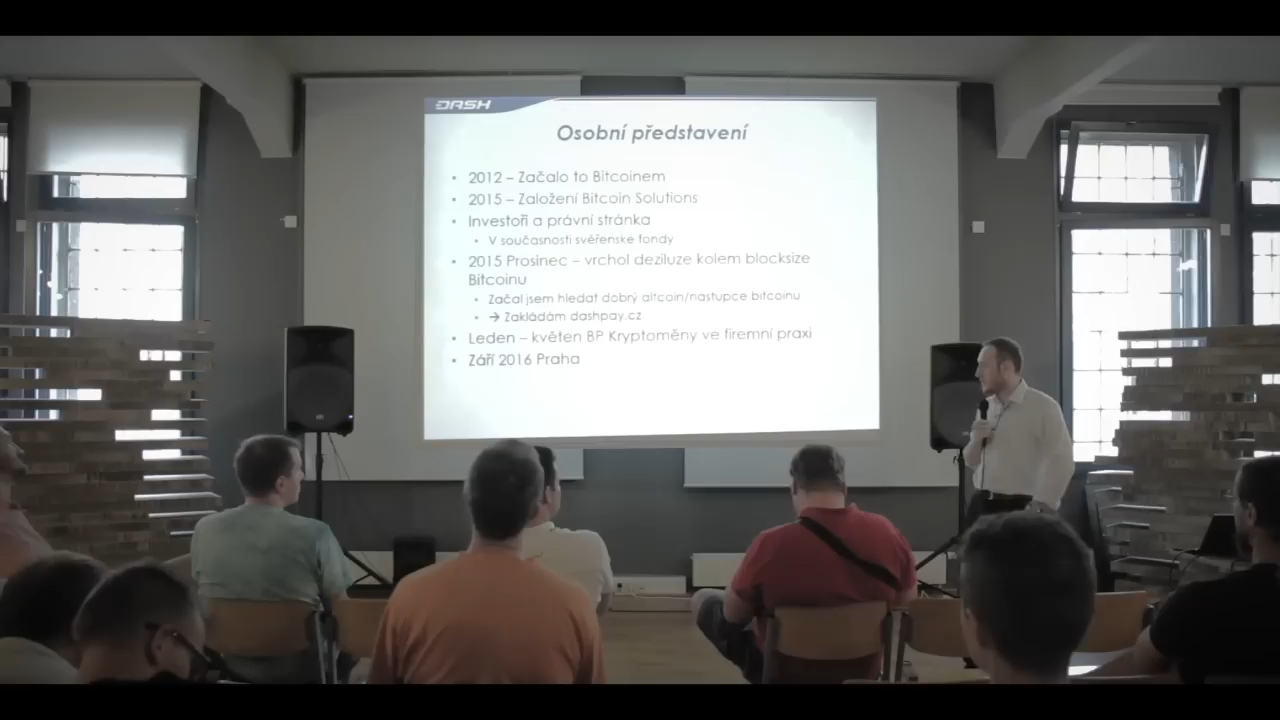 DASH
Osobní představení
• 2012 – Začalo to Bitcoinem
• 2015 – Založení Bitcoin Solutions
• Investoři a právní stránka
• V současnosti svěřenske fondy
• 2015 Prosinec – vrchol deziluze kolem blocksize
Bitcoinu
• Začal jsem hledat dobrý altcoin/nastupce bitcoinu
• → Zakládám dashpay.cz
• Leden – květen BP Kryptoměny ve firemní praxi
• Září 2016 Praha